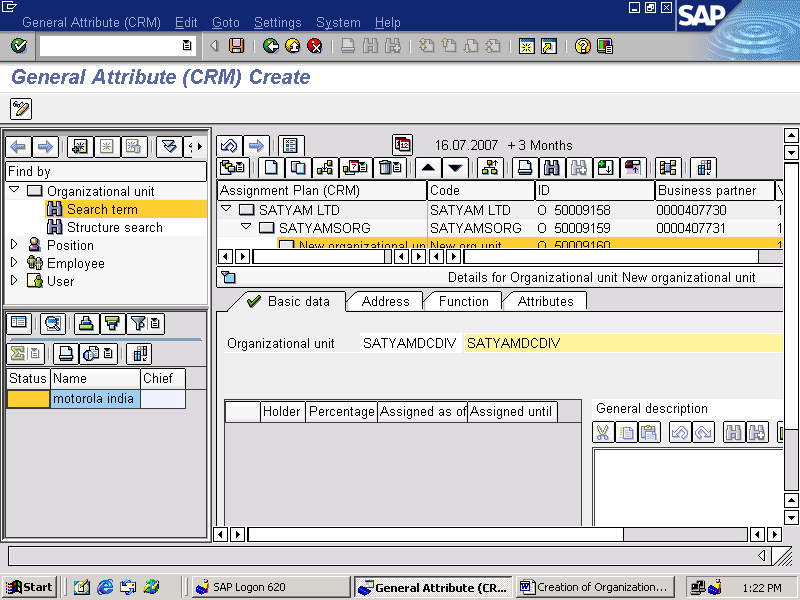 General Attribute (CRM) Edit Goto Settings System Help
SAP
General Attribute (CRM) Create
16.07.2007 + 3 Months
Find by
Organizational unit
Search term
Structure search
Position
Employee
User
Assignment Plan (CRM) Code ID Business partner
SATYAM LTD SATYAM LTD O 50009158 0000407730 1
SATYAMSORG SATYAMSORG O 50009159 0000407731 1
New organizational un New org.unit O 50009160
Details for Organizational unit New organizational unit
Basic data Address Function Attributes
Organizational unit SATYAMDCDIV SATYAMDCDIV
Status Name Chief
motorola india
Holder Percentage Assigned as of Assigned until
General description
Start SAP Logon 620 General Attribute (CR... Creation of Organization... 1:22 PM